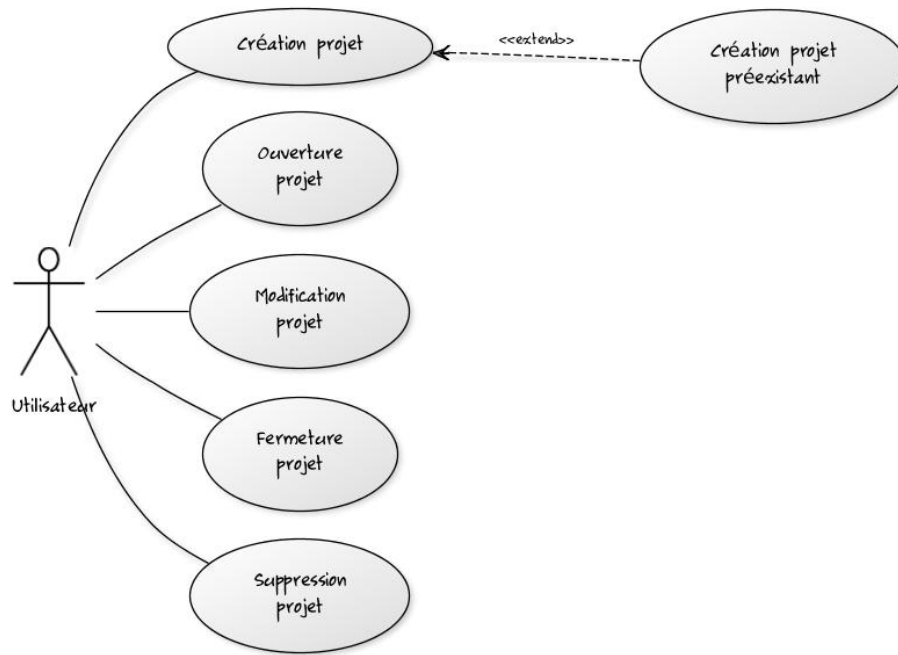 Création projet
<<extend>>
Création projet
préexistant
Ouverture
projet
Modification
projet
Utilisateur
Fermeture
projet
Suppression
projet